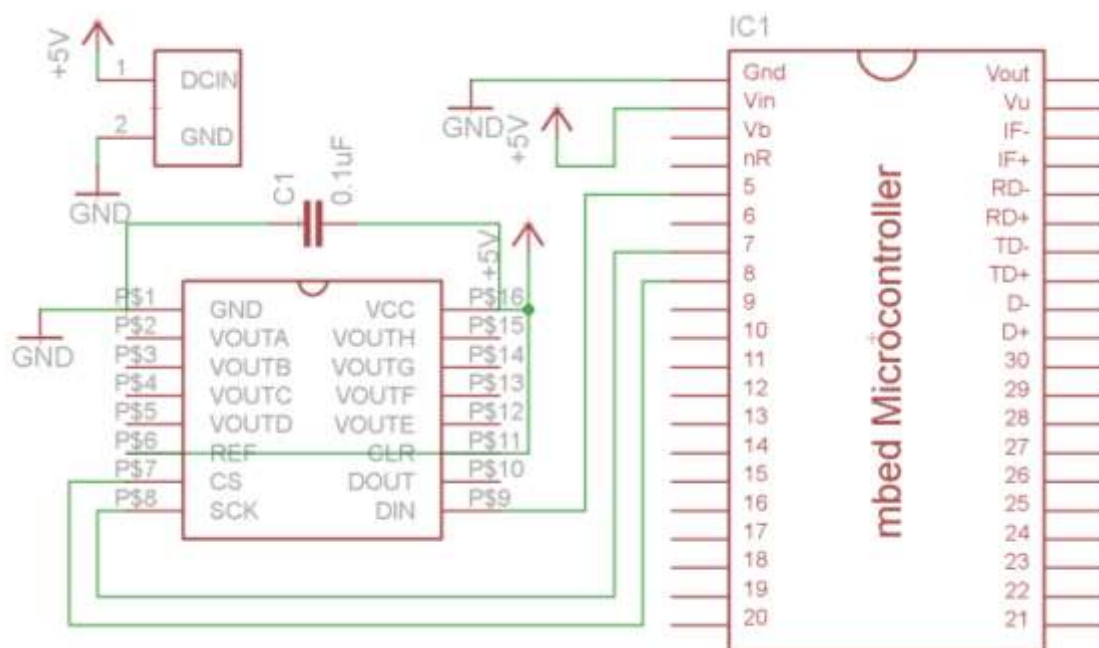 +5V
1
DCIN
2
GND
GND
C1
0.1uF
+5V
GND
P$1
GND
P$2
VOUTA
P$3
VOUTB
P$4
VOUTC
P$5
VOUTD
P$6
REF
P$7
CS
P$8
SCK
VCC
P$16
VOUTH
P$15
VOUTG
P$14
VOUTF
P$13
VOUTE
P$12
CLR
P$11
DOUT
P$10
DIN
P$9
GND
+5V
IC1
Gnd
Vin
Vb
nR
5
6
7
8
9
10
11
12
13
14
15
16
17
18
19
20
mbed Microcontroller
Vout
Vu
IF-
IF+
RD-
RD+
TD-
TD+
D-
D+
30
29
28
27
26
25
24
23
22
21